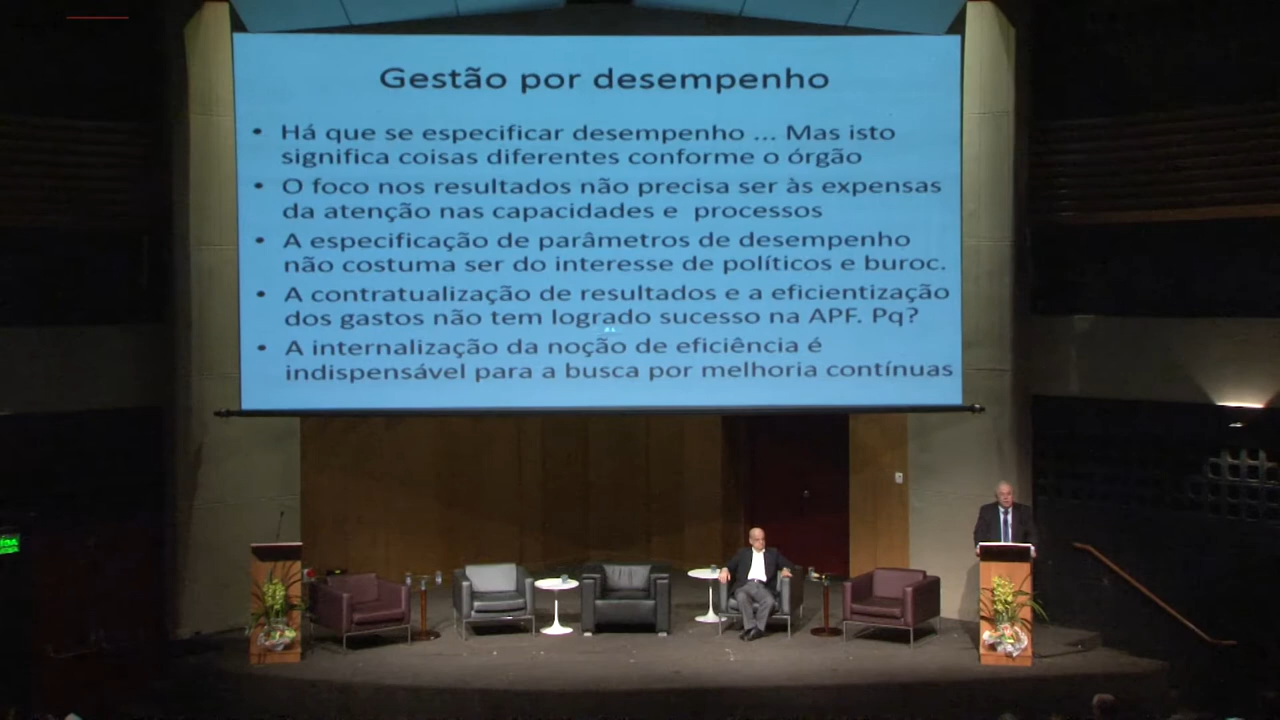 Gestão por desempenho
• Há que se especificar desempenho ... Mas isto
significa coisas diferentes conforme o órgão
• O foco nos resultados não precisa ser às expensas
da atenção nas capacidades e processos
• A especificação de parâmetros de desempenho
não costuma ser do interesse de políticos e buroc.
• A contratualização de resultados e a eficientização
dos gastos não tem logrado sucesso na APF. Pq?
• A internalização da noção de eficiência é
indispensável para a busca por melhoria contínuas